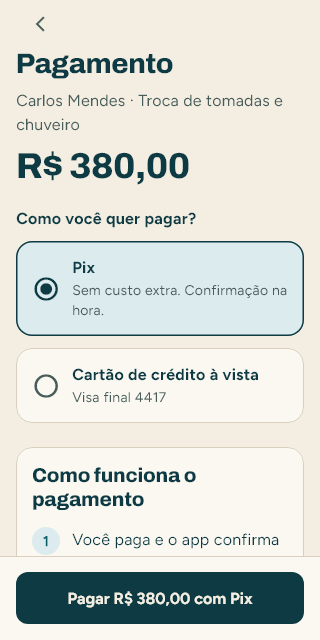 Pagamento
Carlos Mendes · Troca de tomadas e
chuveiro
R$ 380,00
Como você quer pagar?
Pix
Sem custo extra. Confirmação na
hora.
Cartão de crédito à vista
Visa final 4417
Como funciona o
pagamento
1 Você paga e o app confirma
Pagar R$ 380,00 com Pix